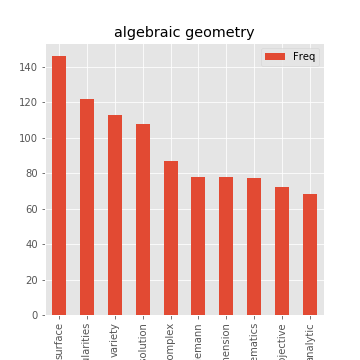 algebraic geometry
Freq
140
120
100
80
60
40
20
0
surface
ularities
variety
solution
omplex
emann
nension
ematics
ojective
analytic